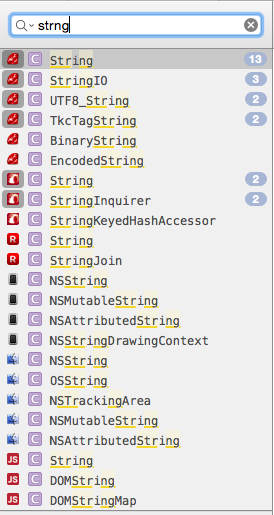 strng
String 13
StringIO 3
UTF8_String 2
TkcTagString 2
BinaryString
EncodedString
String 2
StringInquirer 2
StringKeyedHashAccessor
R String
R StringJoin
NSString
NSMutableString
NSAttributedString
NSStringDrawingContext
NSString
OSString
NSTrackingArea
NSMutableString
NSAttributedString
JS C String
JS C DOMString
JS C DOMStringMap